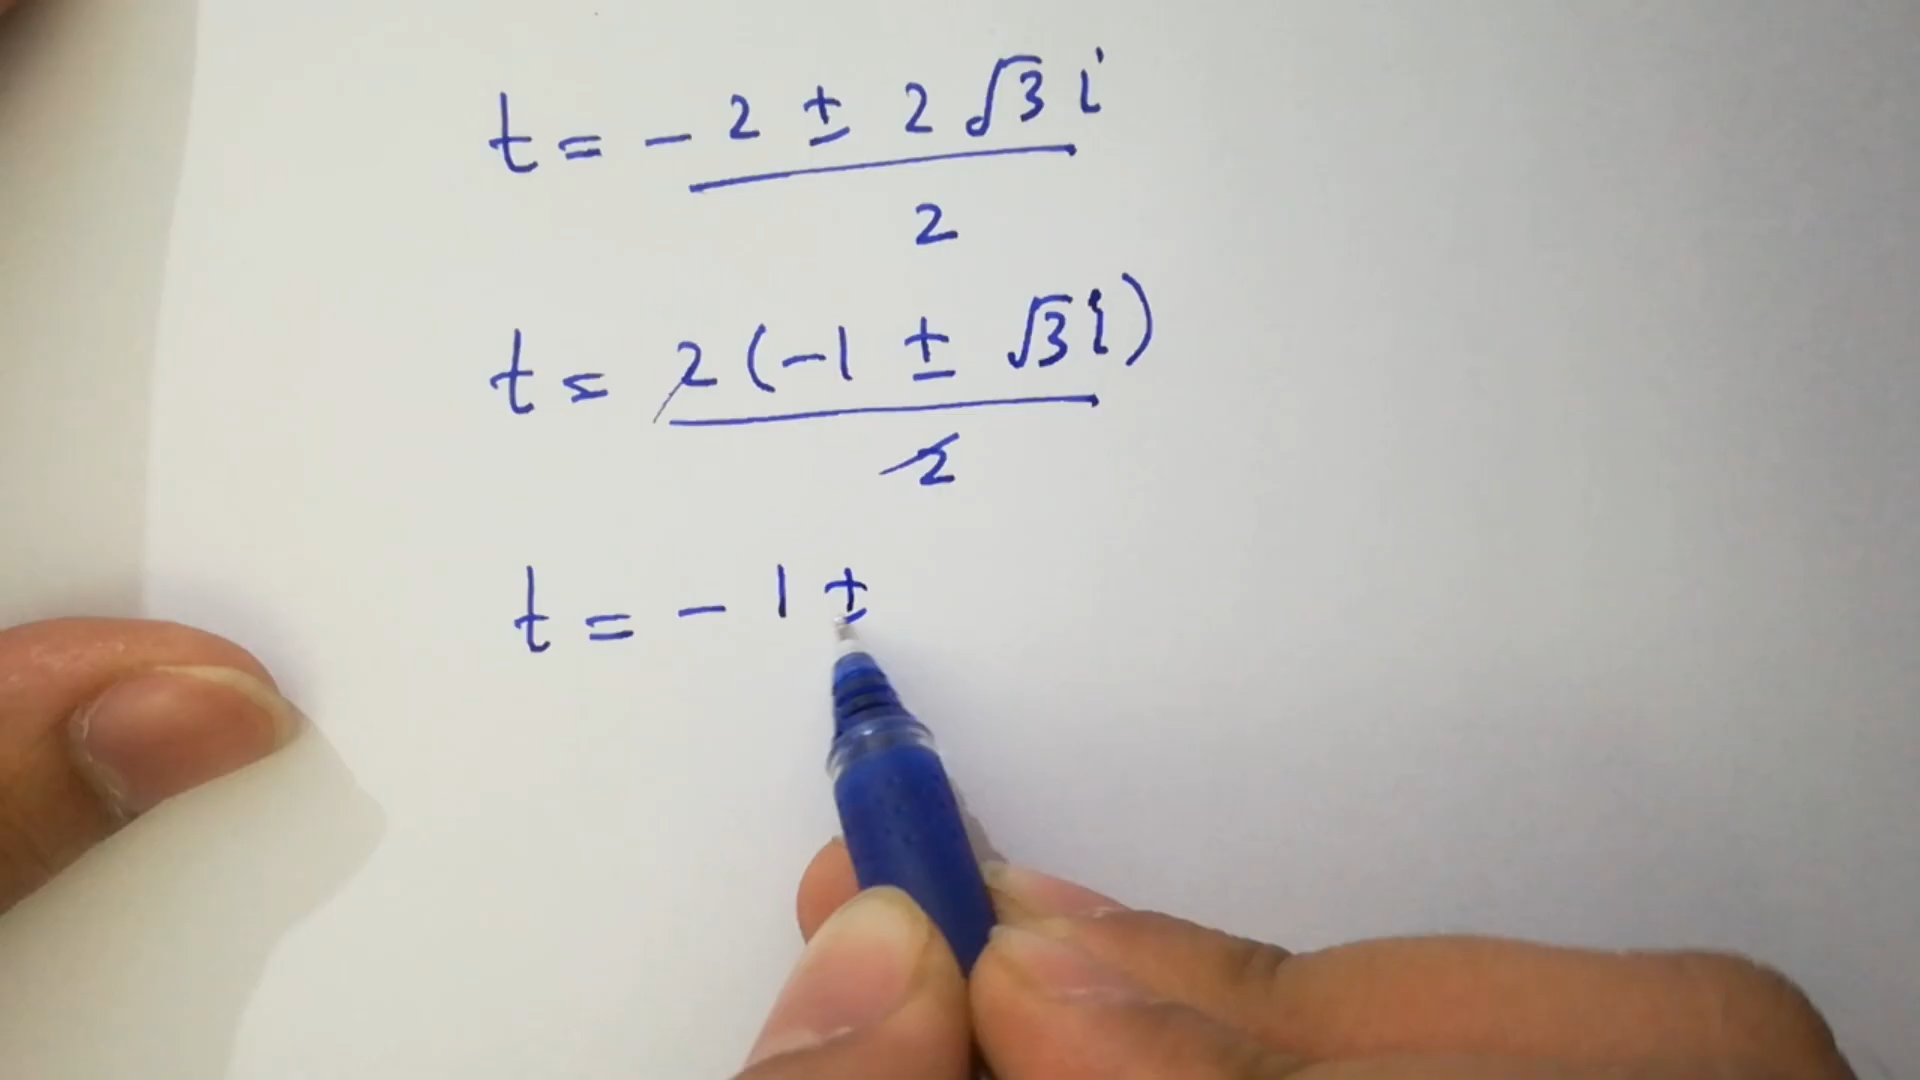 t = - 2 ± 2 √3 i
2
t = 2 ( -1 ± √3 i )
2
t = - 1 ±